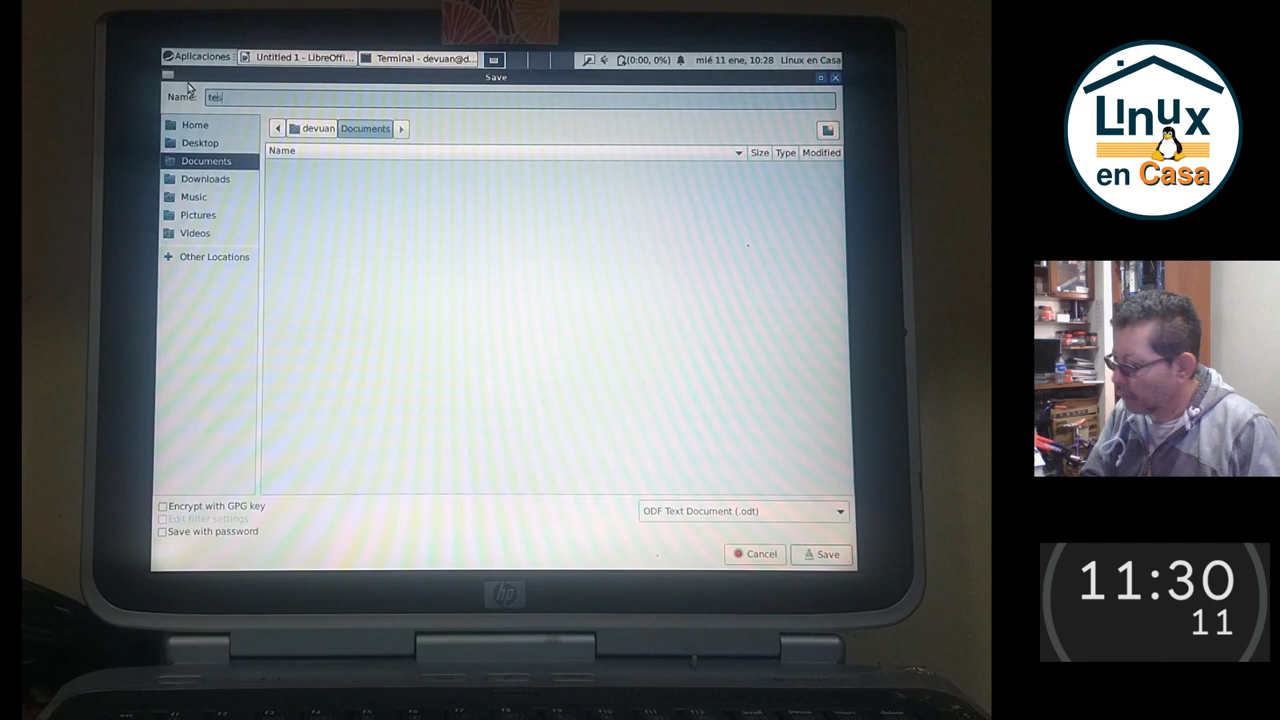 Aplicaciones
Untitled 1 - LibreOffi...
Terminal - devuan@d...
(0:00, 0%)
mié 11 ene, 10:28
Linux en Casa
Save
Name:
tes
Home
Desktop
Documents
Downloads
Music
Pictures
Videos
Other Locations
devuan
Documents
Name
Size
Type
Modified
Encrypt with GPG key
Edit filter settings
Save with password
ODF Text Document (.odt)
Cancel
Save
hp
LInux
en Casa
11:30
11